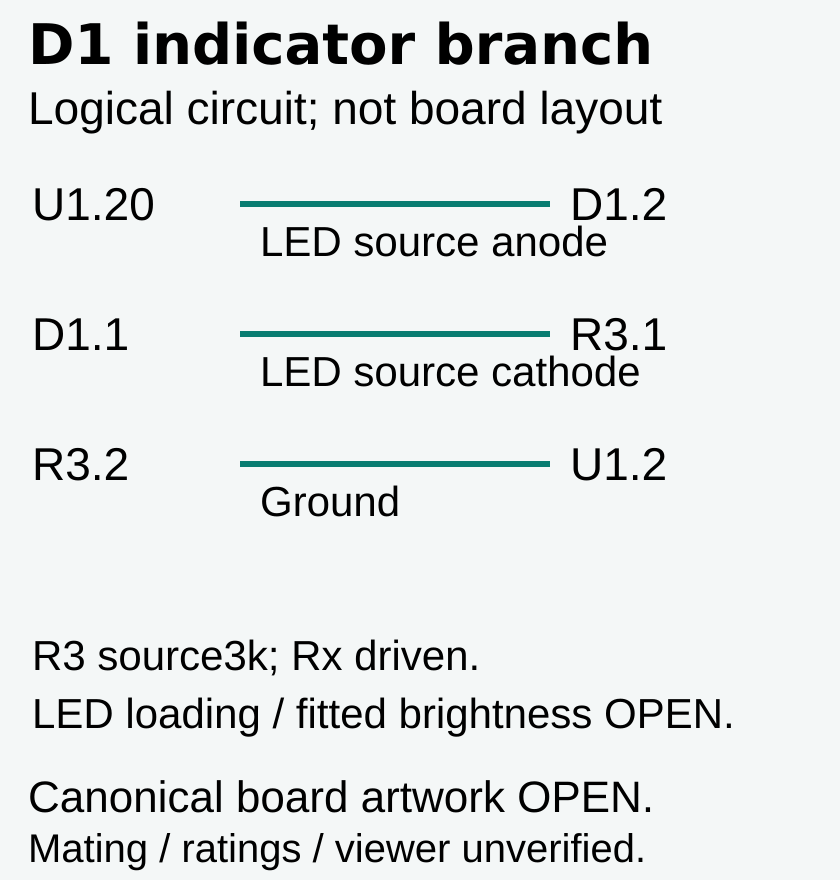 D1 indicator branch
Logical circuit; not board layout
U1.20 D1.2
LED source anode
D1.1 R3.1
LED source cathode
R3.2 U1.2
Ground
R3 source3k; Rx driven.
LED loading / fitted brightness OPEN.
Canonical board artwork OPEN.
Mating / ratings / viewer unverified.